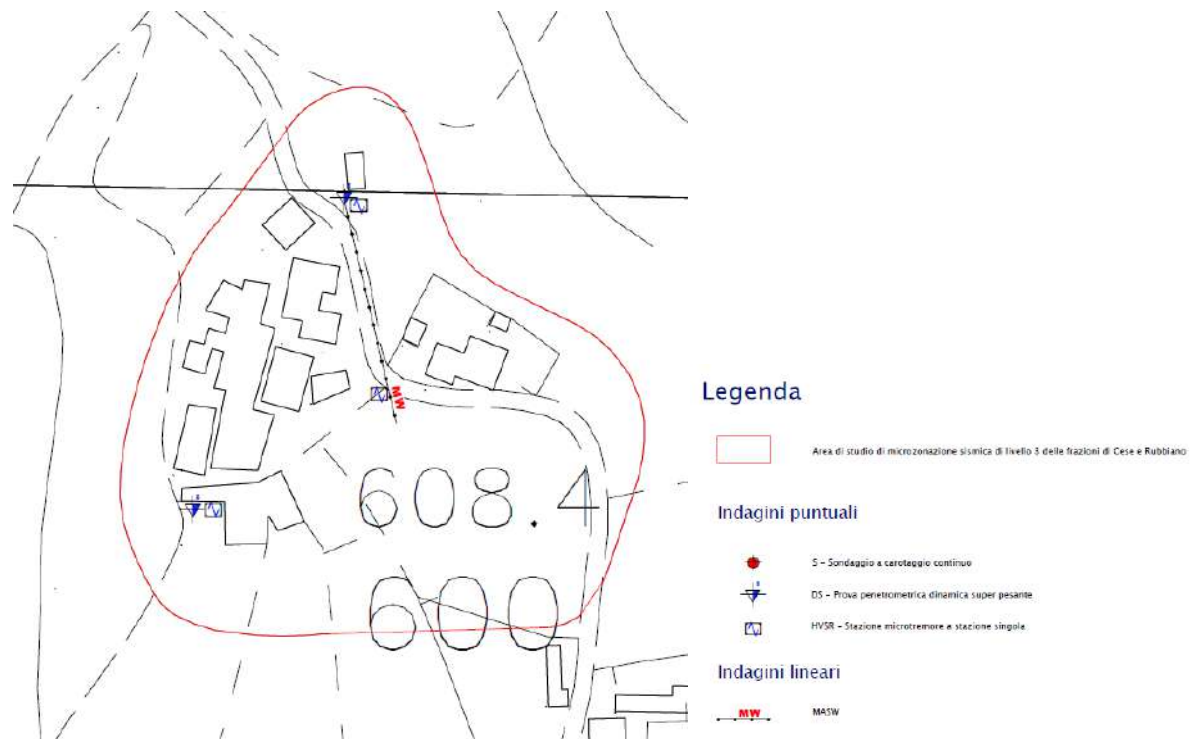 MW
608.4
600
Legenda
Area di studio di microzonazione sismica di livello 3 delle frazioni di Cese e Rubbiano
Indagini puntuali
S - Sondaggio a carotaggio continuo
DS - Prova penetrometrica dinamica super pesante
HVSR - Stazione microtremore a stazione singola
Indagini lineari
MW
MASW